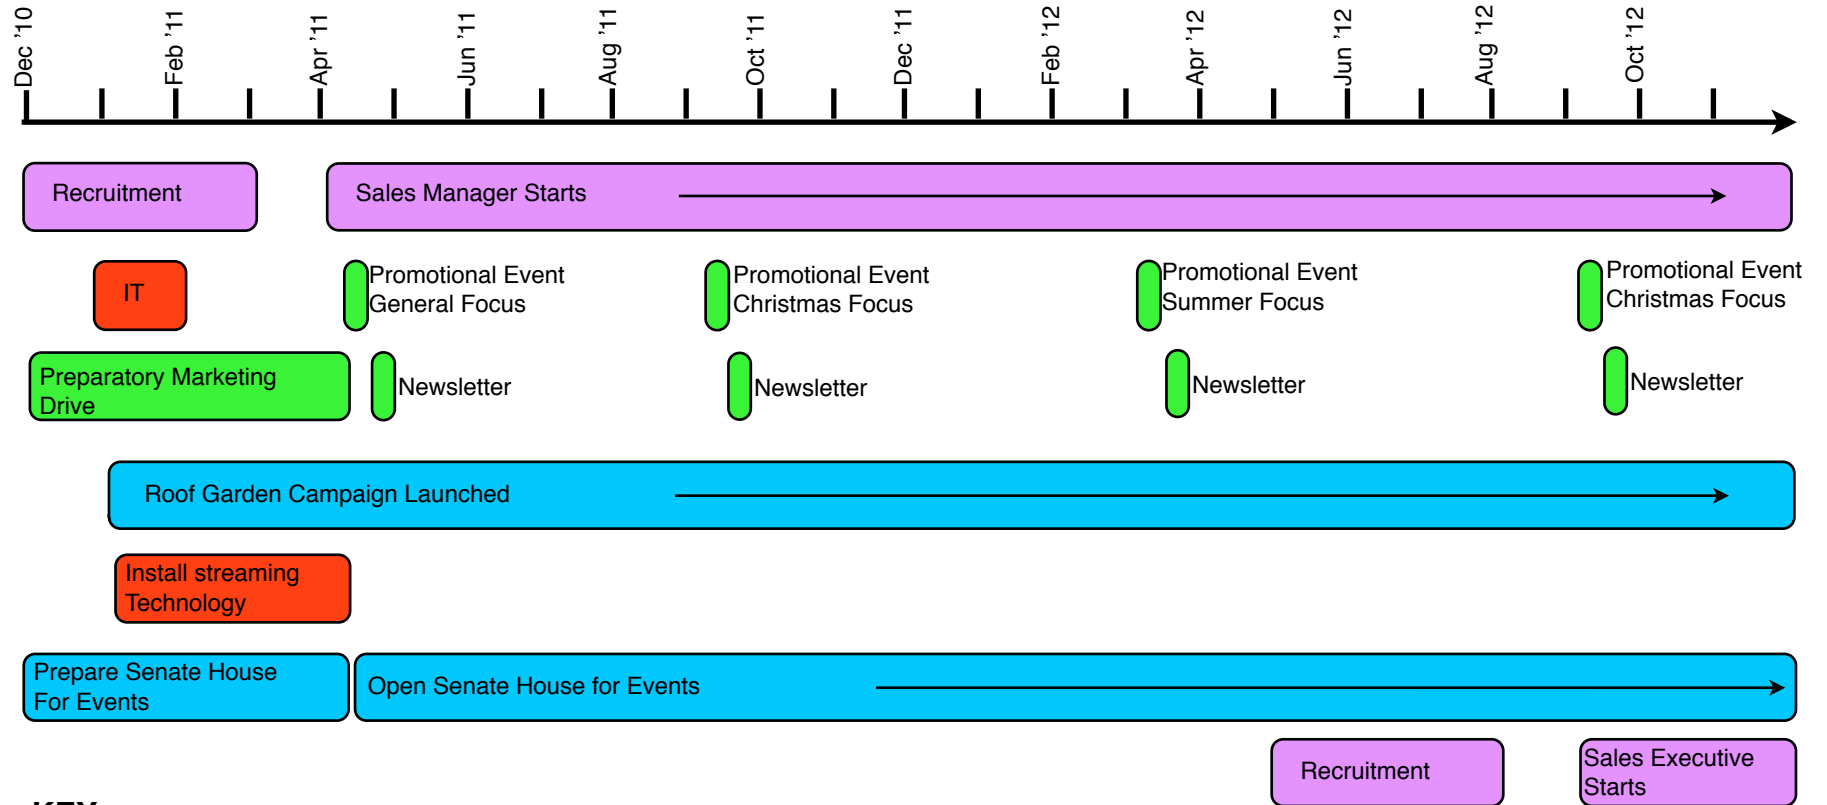 Dec ’10
Feb ’11
Apr ’11
Jun ’11
Aug ’11
Oct ’11
Dec ’11
Feb ’12
Apr ’12
Jun ’12
Aug ’12
Oct ’12
Recruitment
Sales Manager Starts
IT
Promotional Event
General Focus
Promotional Event
Christmas Focus
Promotional Event
Summer Focus
Promotional Event
Christmas Focus
Preparatory Marketing
Drive
Newsletter
Newsletter
Newsletter
Newsletter
Roof Garden Campaign Launched
Install streaming
Technology
Prepare Senate House
For Events
Open Senate House for Events
Recruitment
Sales Executive
Starts
KEY